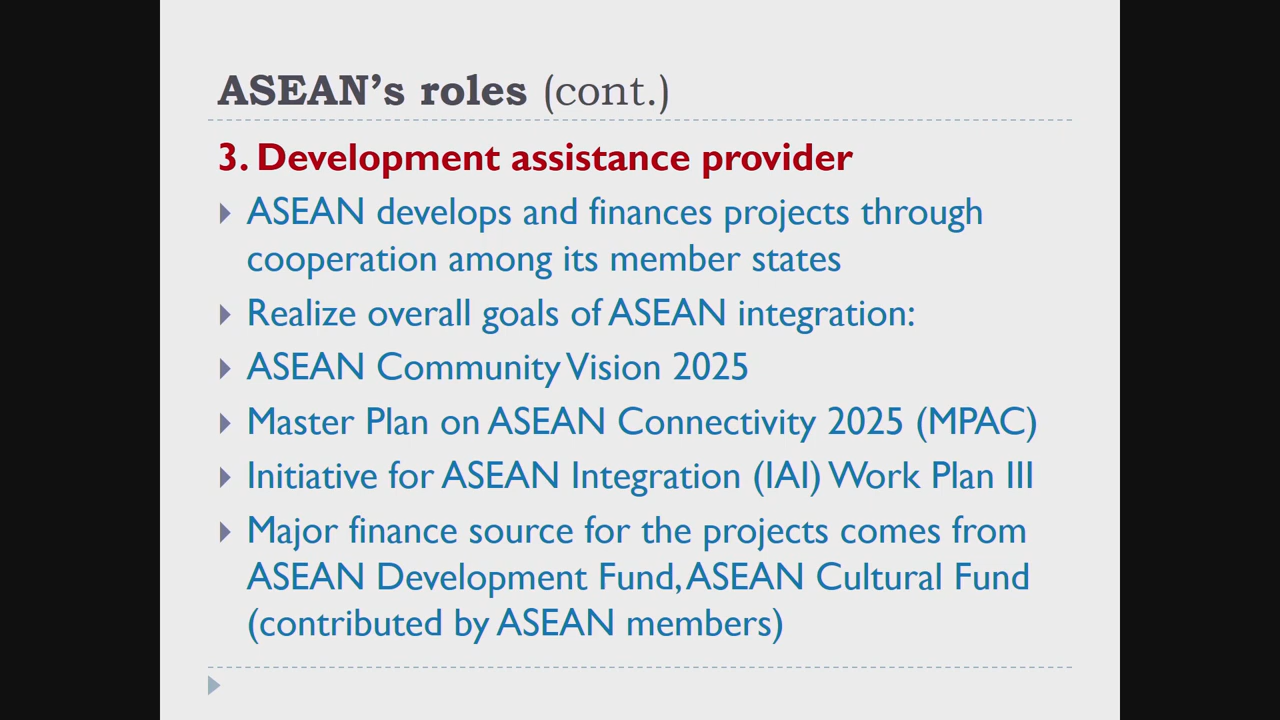 ASEAN's roles (cont.)
3. Development assistance provider
ASEAN develops and finances projects through
cooperation among its member states
Realize overall goals of ASEAN integration:
ASEAN Community Vision 2025
Master Plan on ASEAN Connectivity 2025 (MPAC)
Initiative for ASEAN Integration (IAI) Work Plan III
Major finance source for the projects comes from
ASEAN Development Fund, ASEAN Cultural Fund
(contributed by ASEAN members)